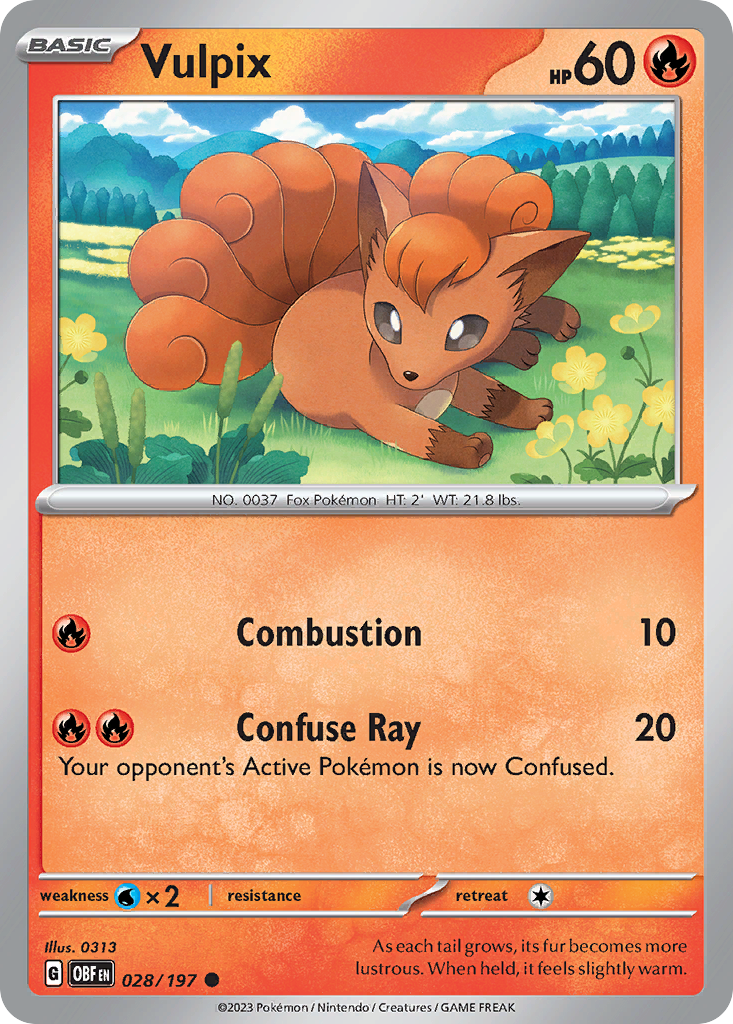 BASIC Vulpix HP60
NO. 0037 Fox Pokémon HT: 2' WT: 21.8 lbs.
Combustion 10
Confuse Ray 20
Your opponent's Active Pokémon is now Confused.
weakness ×2 resistance retreat
Illus. 0313
As each tail grows, its fur becomes more
lustrous. When held, it feels slightly warm.
G OBF EN 028/197
©2023 Pokémon / Nintendo / Creatures / GAME FREAK